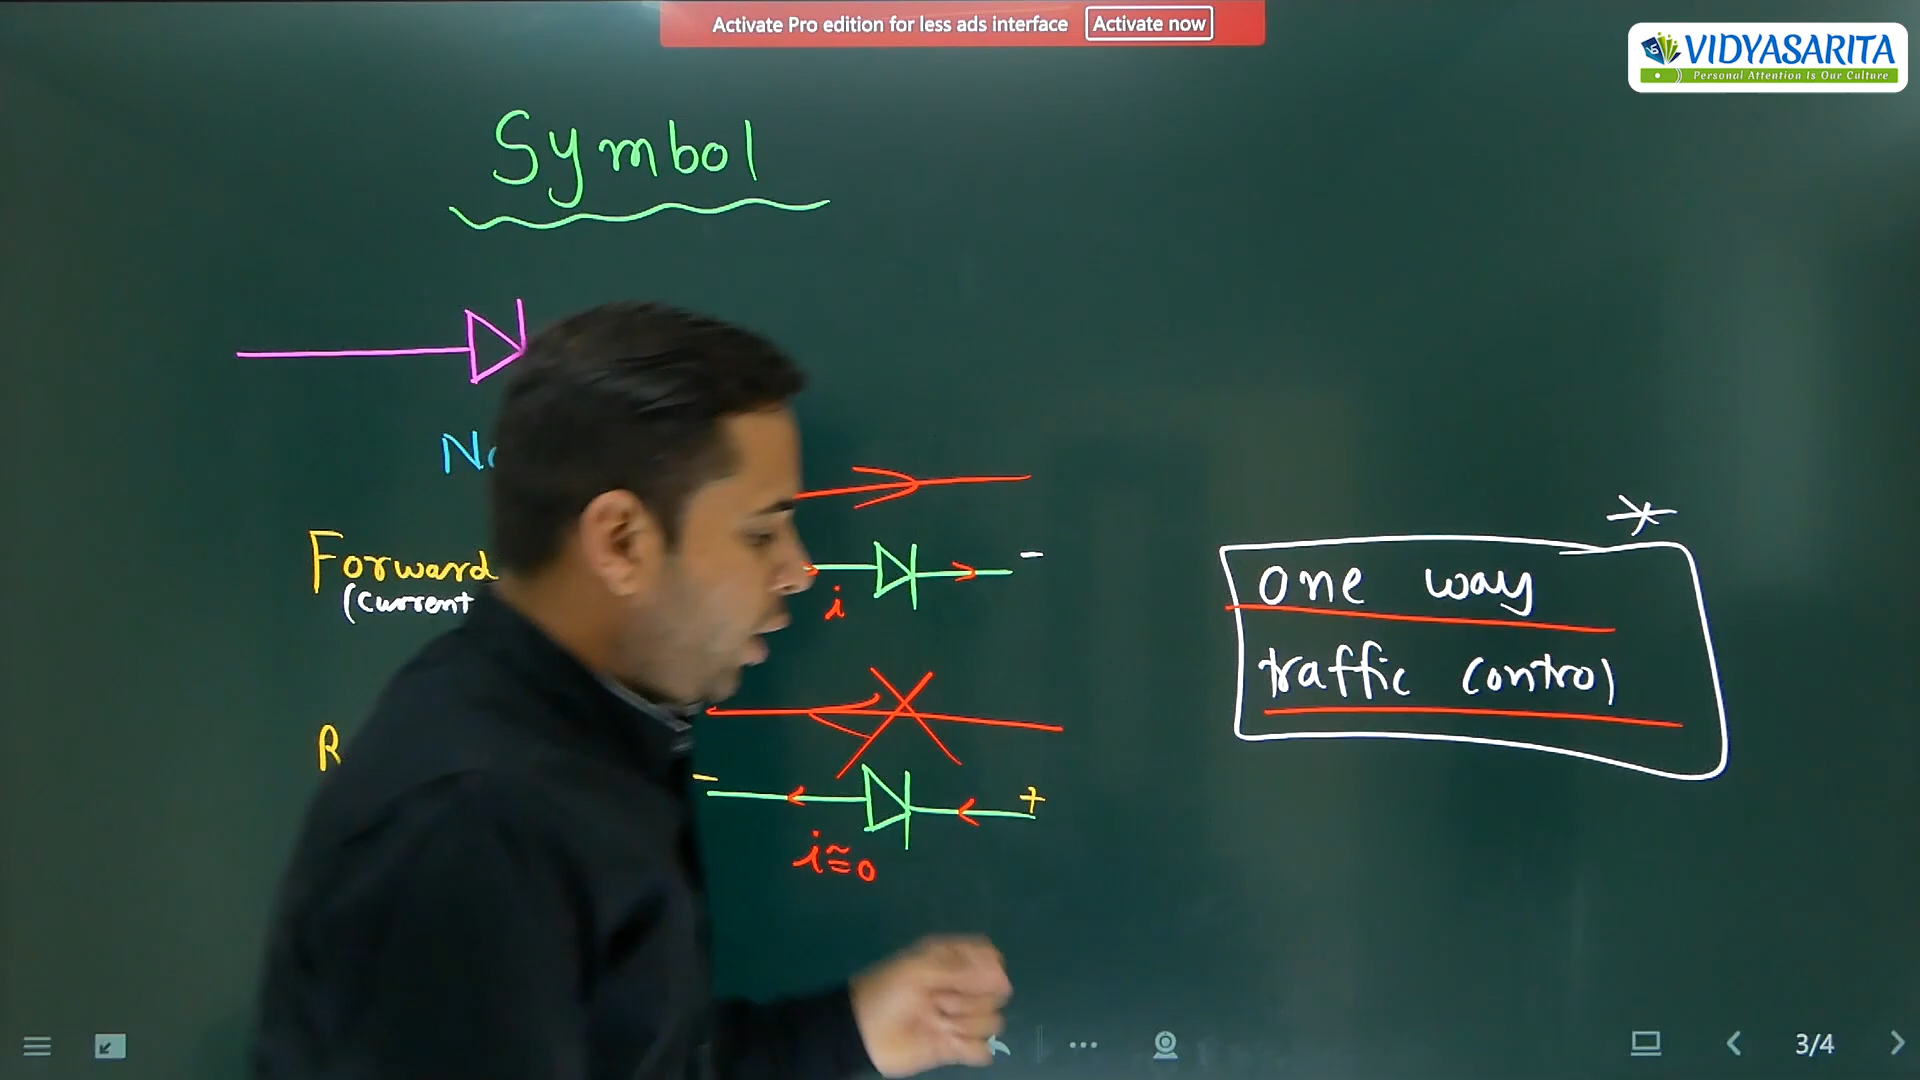 Activate Pro edition for less ads interface Activate now
VIDYASARITA
Personal Attention Is Our Culture
Symbol
Forward
(Current
i
-
one way
traffic control
R
- +
i≅0
3/4